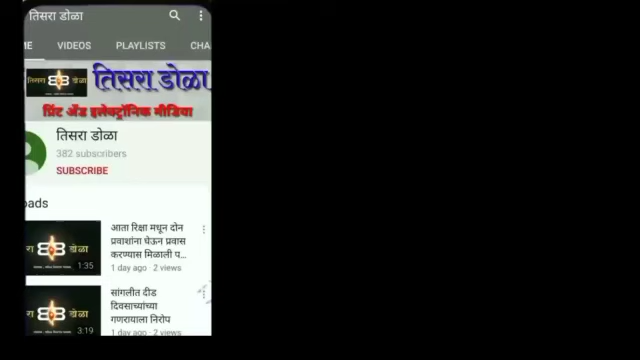 तिसरा डोळा
VIDEOS PLAYLISTS
तिसरा डोळा
तिसरा डोळा
प्रिंट अँड इलेक्ट्रॉनिक मीडिया
तिसरा डोळा
382 subscribers
SUBSCRIBE
आता रिक्षा मधून दोन
प्रवाशांना घेऊन प्रवास
करण्यास मिळाली प...
डोळा
1:35
1 day ago · 2 views
सांगलीत दीड
दिवसाच्यांच्या
गणरायाला निरोप
डोळा
3:19
1 day ago · 2 views